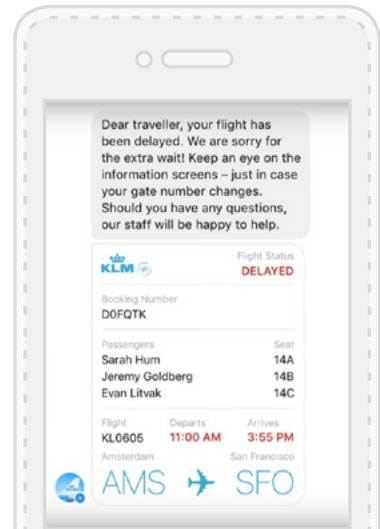 Dear traveller, your flight has
been delayed. We are sorry for
the extra wait! Keep an eye on the
information screens – just in case
your gate number changes.
Should you have any questions,
our staff will be happy to help.
KLM
Flight Status
DELAYED
Booking Number
D0FQTK
Passengers Seat
Sarah Hum 14A
Jeremy Goldberg 14B
Evan Litvak 14C
Flight Departs Arrives
KL0605 11:00 AM 3:55 PM
Amsterdam San Francisco
AMS SFO